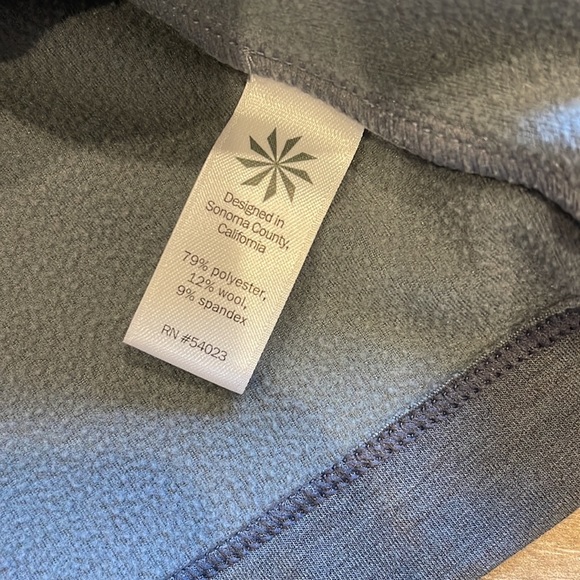 Designed in
Sonoma County,
California
79% polyester,
12% wool,
9% spandex
RN #54023